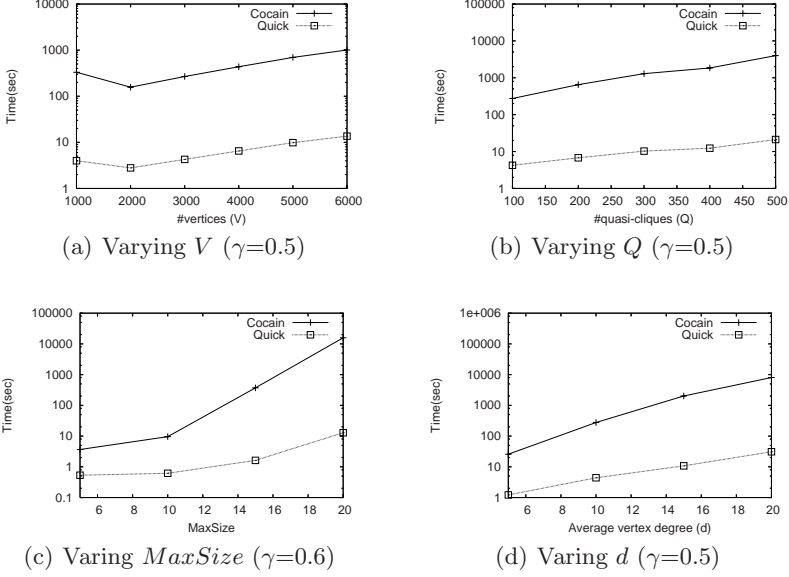 10000
1000
100
10
1
Time(sec)
Cocain
Quick
1000 2000 3000 4000 5000 6000
#vertices (V)
(a) Varying V (γ=0.5)
100000
10000
1000
100
10
1
Time(sec)
Cocain
Quick
100 150 200 250 300 350 400 450 500
#quasi-cliques (Q)
(b) Varying Q (γ=0.5)
100000
10000
1000
100
10
1
0.1
Time(sec)
Cocain
Quick
6 8 10 12 14 16 18 20
MaxSize
(c) Varing MaxSize (γ=0.6)
1e+006
100000
10000
1000
100
10
1
Time(sec)
Cocain
Quick
6 8 10 12 14 16 18 20
Average vertex degree (d)
(d) Varing d (γ=0.5)